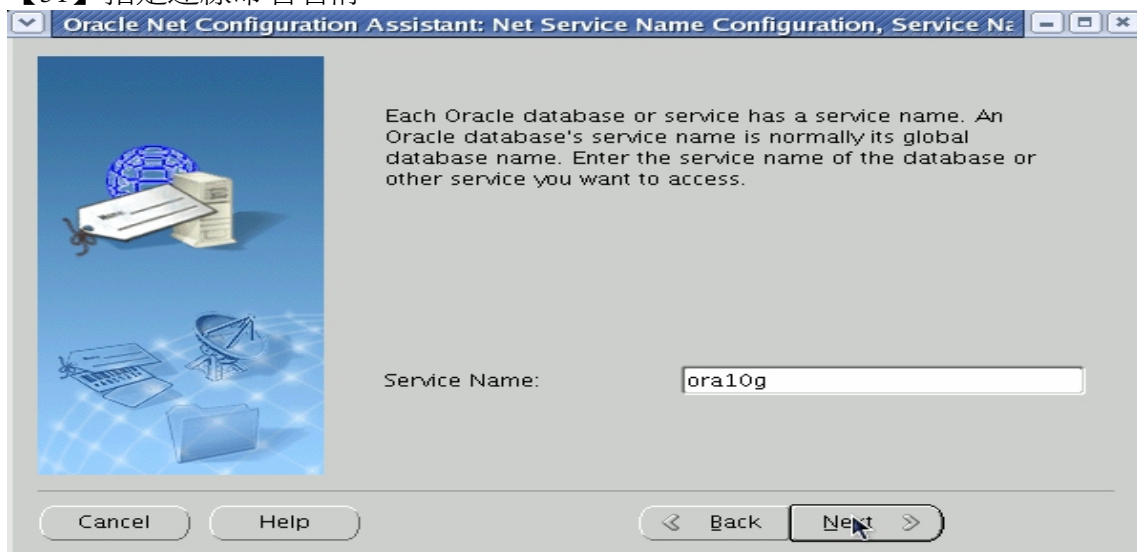 Oracle Net Configuration Assistant: Net Service Name Configuration, Service Na
Each Oracle database or service has a service name. An
Oracle database's service name is normally its global
database name. Enter the service name of the database or
other service you want to access.
Service Name: ora10g
Cancel Help Back Next